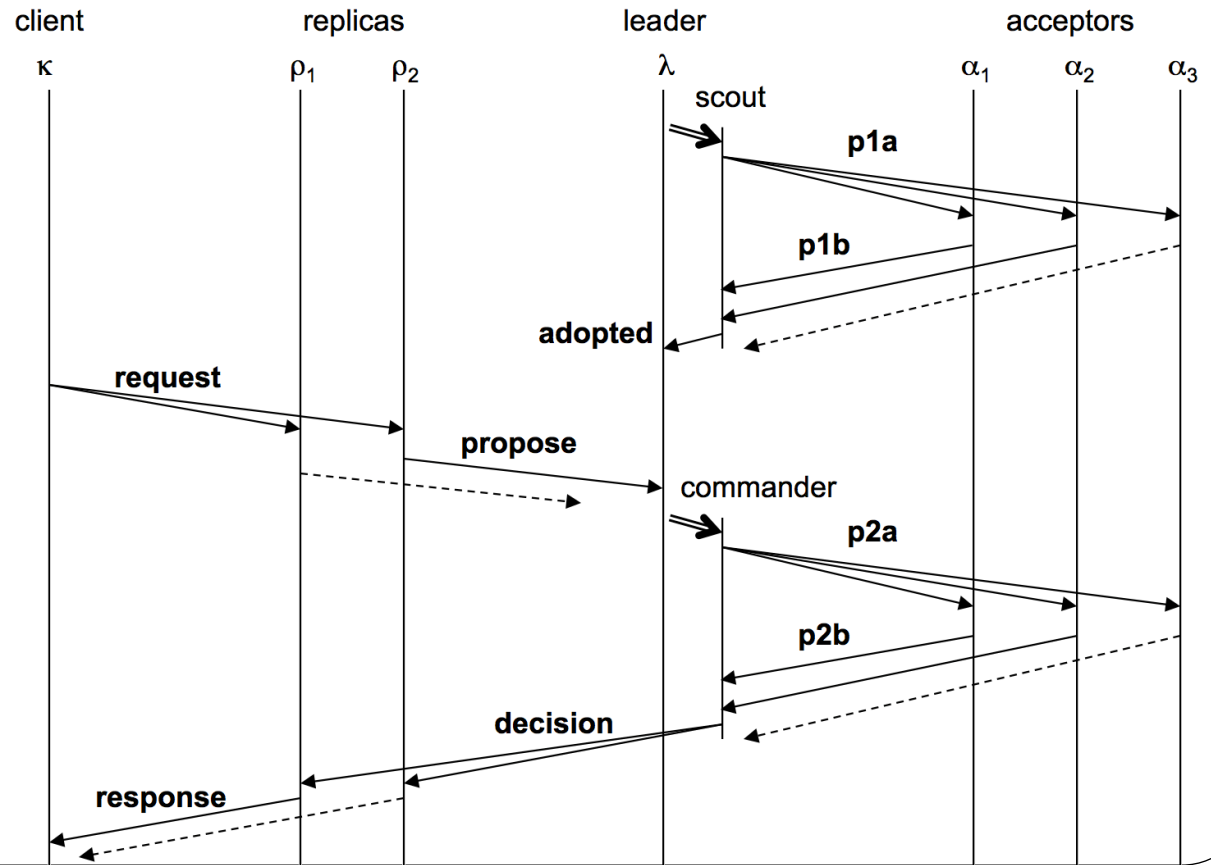 client replicas leader acceptors
κ ρ₁ ρ₂ λ α₁ α₂ α₃
scout
p1a
p1b
adopted
request
propose
commander
p2a
p2b
decision
response